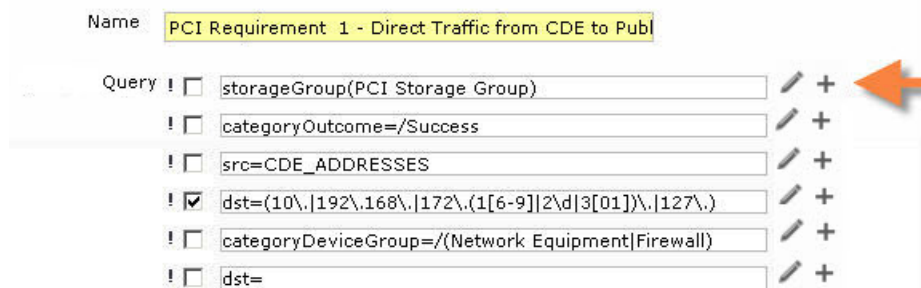 Name PCI Requirement 1 - Direct Traffic from CDE to Publ
Query ! storageGroup(PCI Storage Group)
! categoryOutcome=/Success
! src=CDE_ADDRESSES
! dst=(10\.|192\.168\.|172\.(1[6-9]|2\d|3[01])\.|127\.)
! categoryDeviceGroup=/(Network Equipment|Firewall)
! dst=